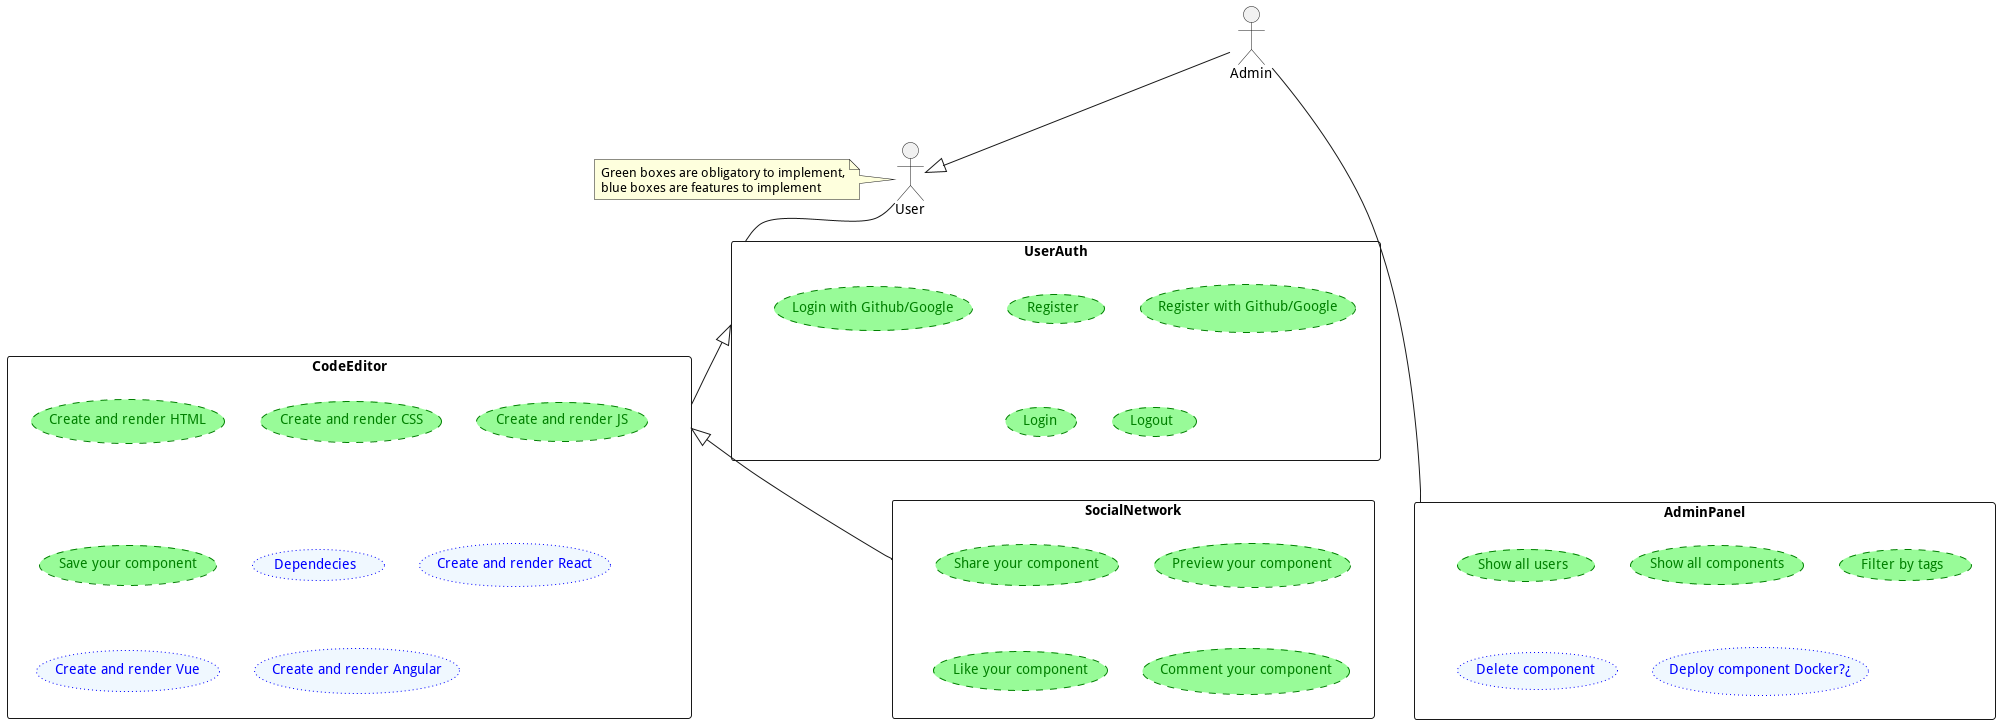 Admin
Green boxes are obligatory to implement,
blue boxes are features to implement
User
UserAuth
Login with Github/Google
Register
Register with Github/Google
Login
Logout
CodeEditor
Create and render HTML
Create and render CSS
Create and render JS
Save your component
Dependecies
Create and render React
Create and render Vue
Create and render Angular
SocialNetwork
Share your component
Preview your component
Like your component
Comment your component
AdminPanel
Show all users
Show all components
Filter by tags
Delete component
Deploy component Docker?¿